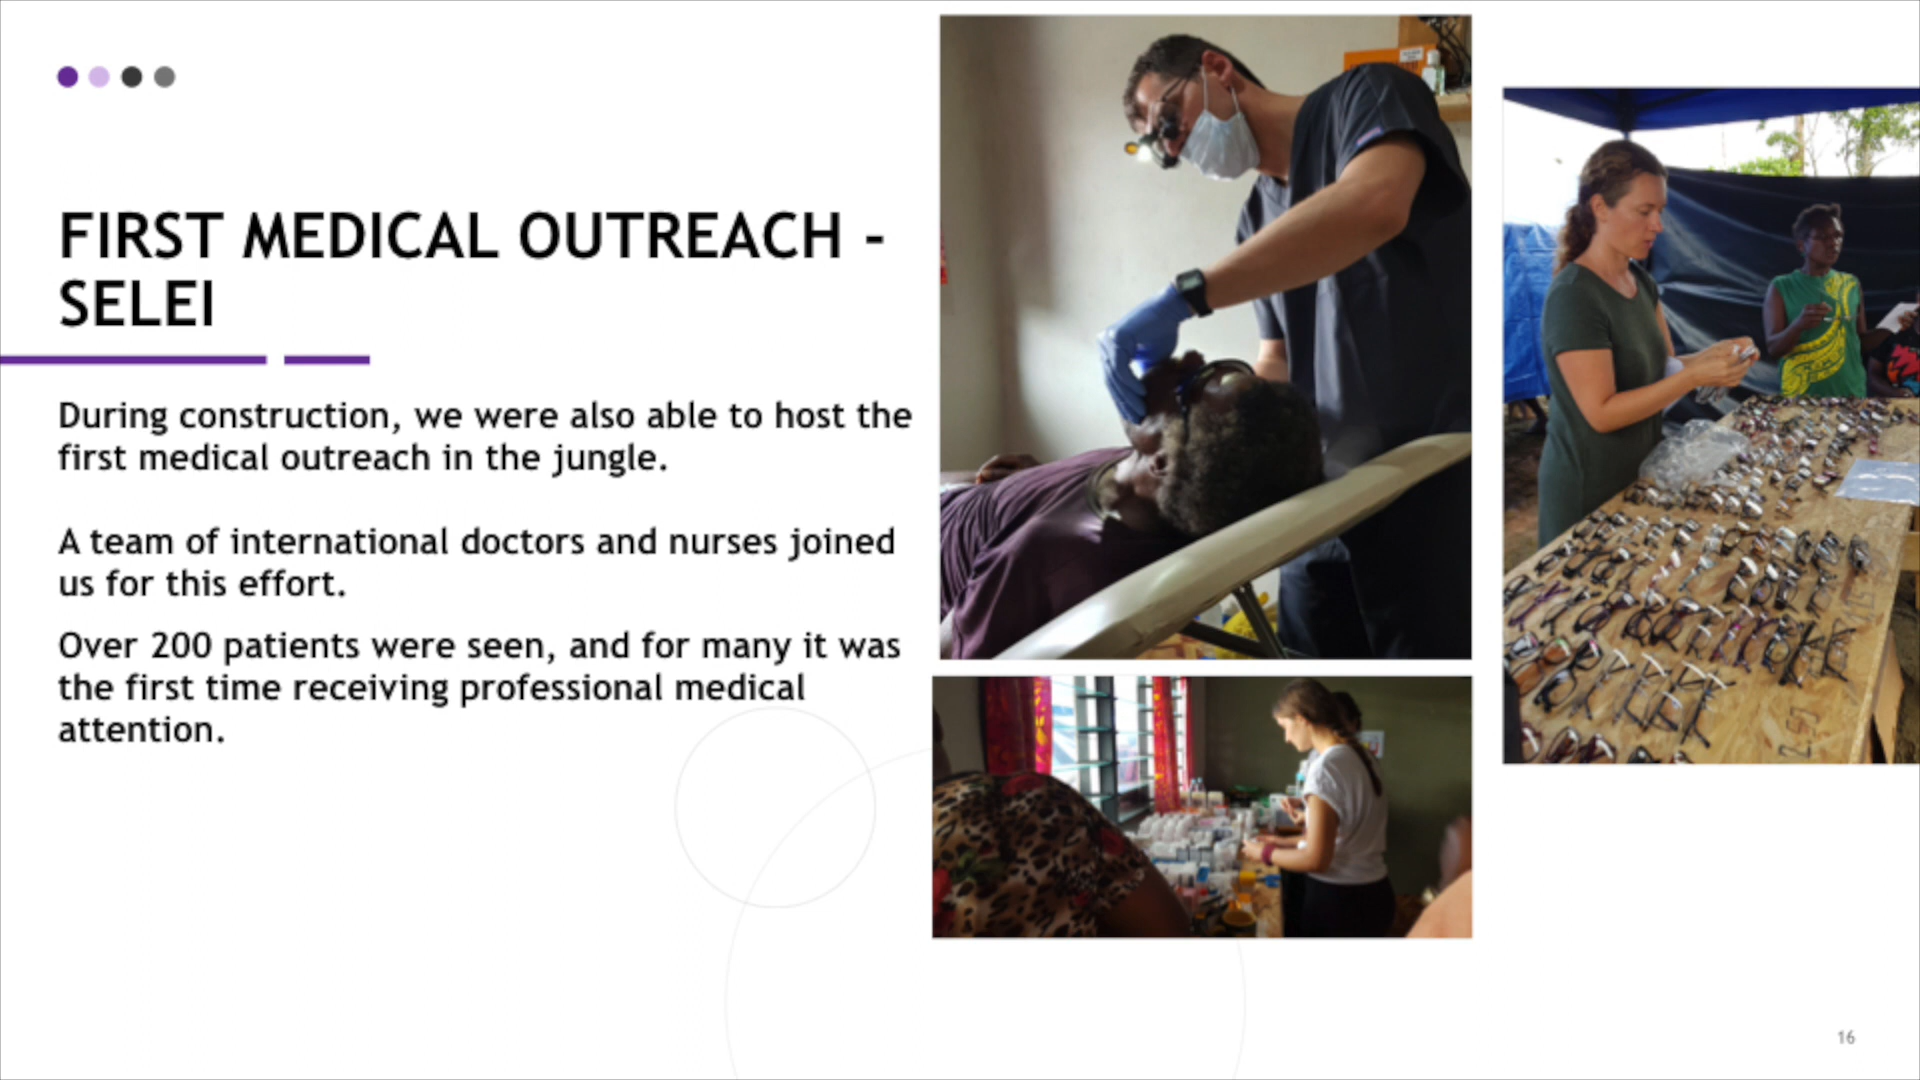 FIRST MEDICAL OUTREACH -
SELEI
During construction, we were also able to host the
first medical outreach in the jungle.
A team of international doctors and nurses joined
us for this effort.
Over 200 patients were seen, and for many it was
the first time receiving professional medical
attention.
16